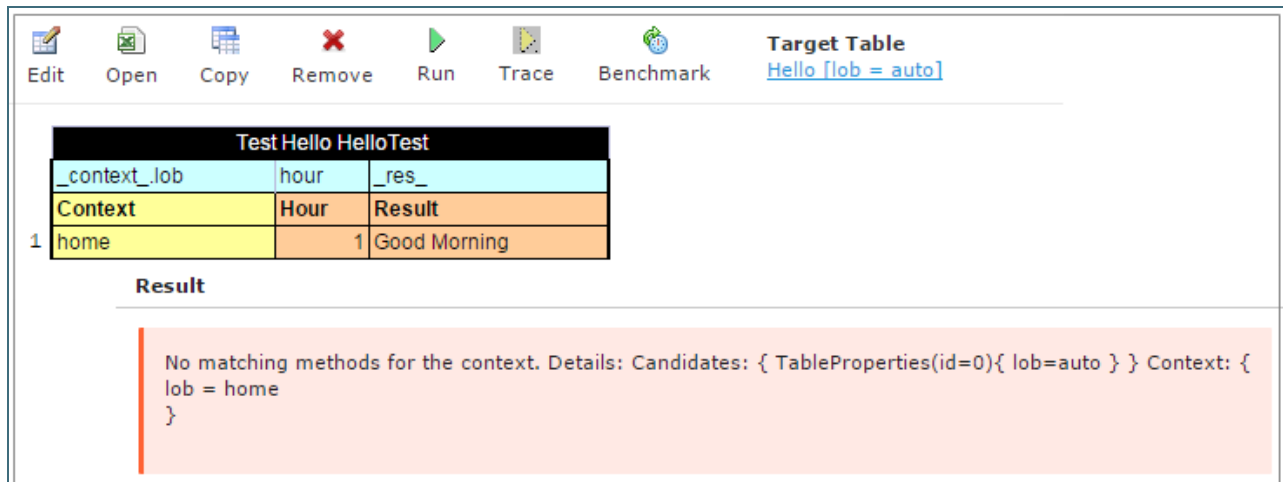 Edit Open Copy Remove Run Trace Benchmark
Target Table
Hello [lob = auto]
Test Hello HelloTest
_context_.lob hour _res_
Context Hour Result
1 home 1 Good Morning
Result
No matching methods for the context. Details: Candidates: { TableProperties(id=0){ lob=auto } } Context: {
lob = home
}